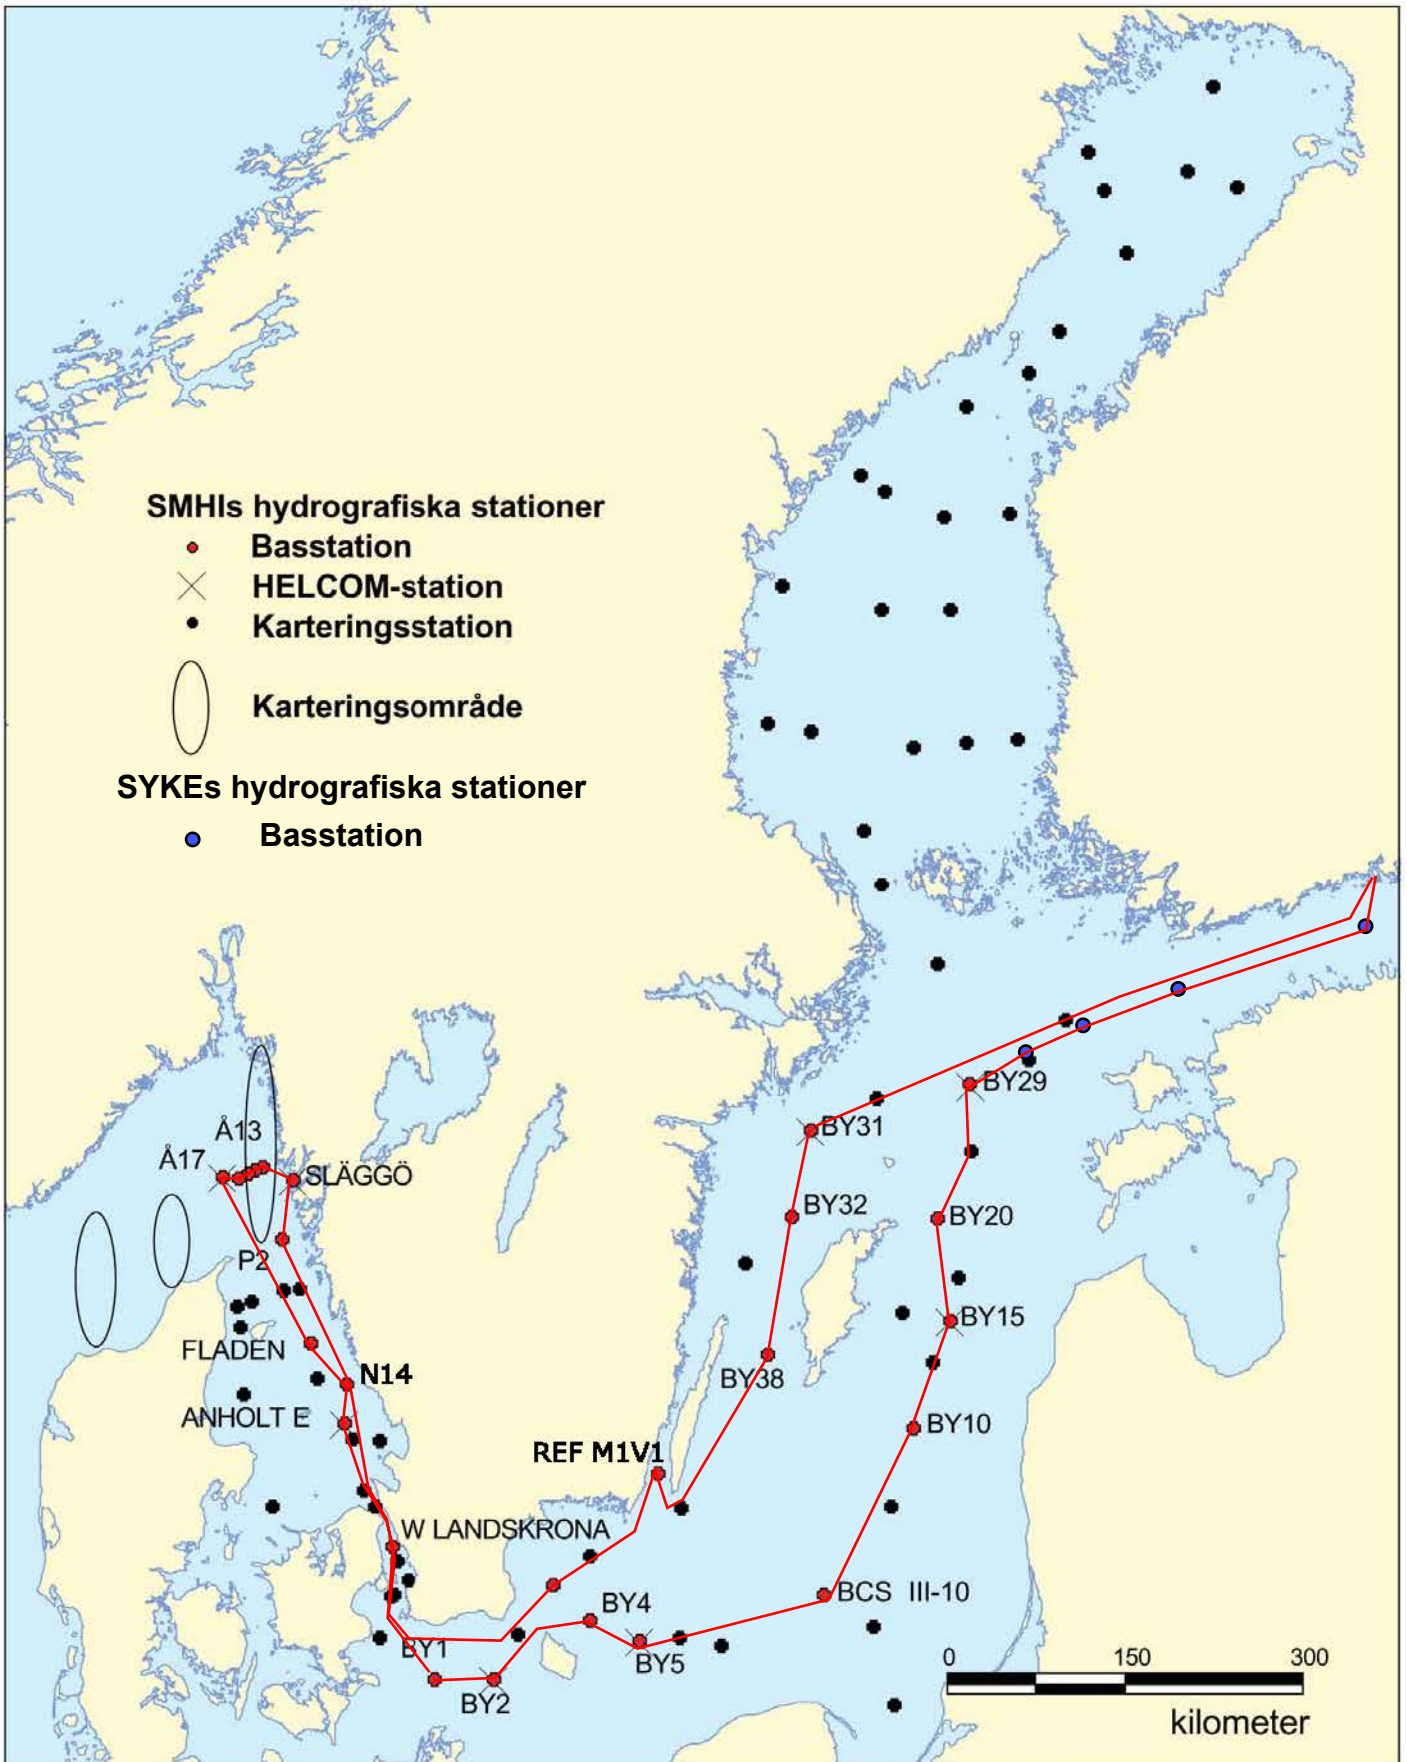 SMHIs hydrografiska stationer
Basstation
HELCOM-station
Karteringsstation
Karteringsområde
SYKEs hydrografiska stationer
Basstation
BY29
Å13
BY31
Å17
SLÄGGÖ
BY32
BY20
P2
BY15
FLADEN
N14
BY38
ANHOLT E
BY10
REF M1V1
W LANDSKRONA
BCS III-10
BY4
BY1
BY5
BY2
0 150 300
kilometer